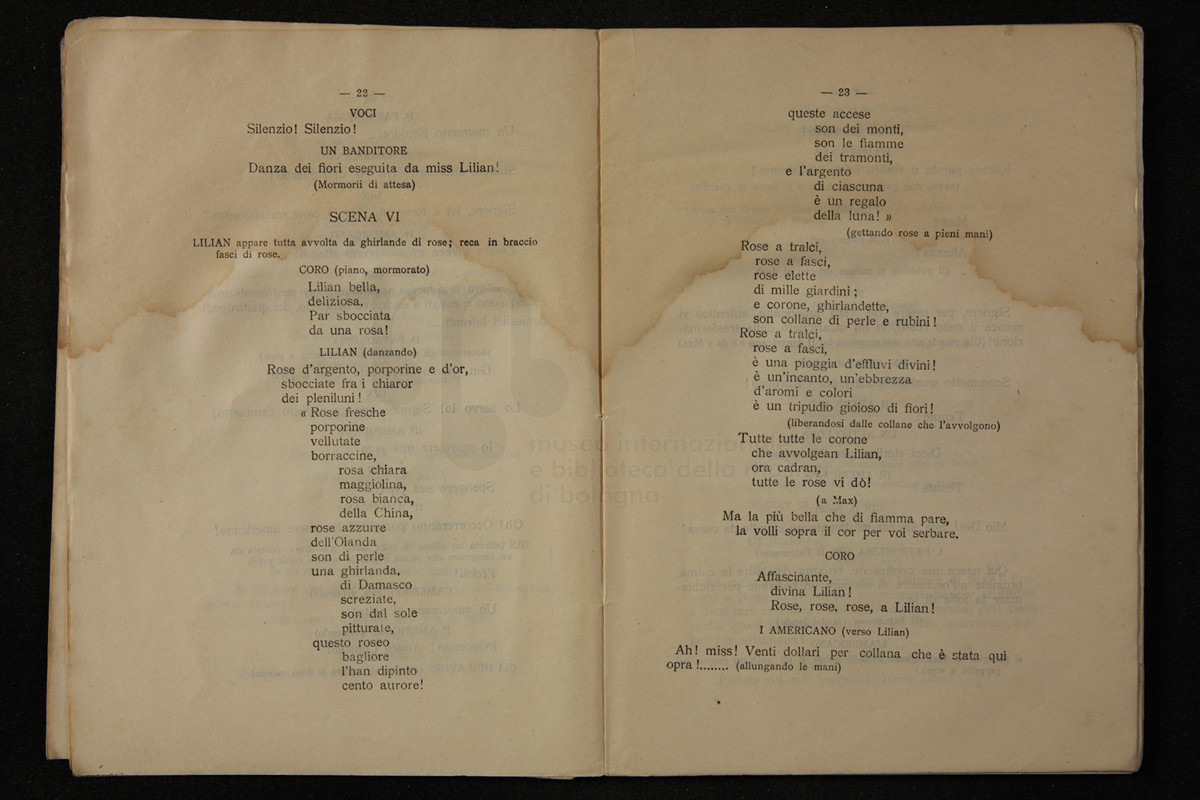 — 22 —
VOCI
Silenzio! Silenzio!
UN BANDITORE
Danza dei fiori eseguita da miss Lilian!
(Mormorii di attesa)
SCENA VI
LILIAN appare tutta avvolta da ghirlande di rose; reca in braccio
fasci di rose.
CORO (piano, mormorato)
Lilian bella,
deliziosa,
Par sbocciata
da una rosa!
LILIAN (danzando)
Rose d'argento, porporine e d'or,
sbocciate fra i chiaror
dei pleniluni!
« Rose fresche
porporine
vellutate
borraccine,
rosa chiara
maggiolina,
rosa bianca,
della China,
rose azzurre
dell'Olanda
son di perle
una ghirlanda,
di Damasco
screziate,
son dal sole
pitturate,
questo roseo
bagliore
l'han dipinto
cento aurore!
— 23 —
queste accese
son dei monti,
son le fiamme
dei tramonti,
e l'argento
di ciascuna
è un regalo
della luna! »
(gettando rose a pieni mani)
Rose a tralci,
rose a fasci,
rose elette
di mille giardini;
e corone, ghirlandette,
son collane di perle e rubini!
Rose a tralci,
rose a fasci,
è una pioggia d'effluvi divini!
è un'incanto, un'ebbrezza
d'aromi e colori
è un tripudio gioioso di fiori!
(liberandosi dalle collane che l'avvolgono)
Tutte tutte le corone
che avvolgean Lilian,
ora cadran,
tutte le rose vi dò!
(a Max)
Ma la più bella che di fiamma pare,
la volli sopra il cor per voi serbare.
CORO
Affascinante,
divina Lilian!
Rose, rose, rose, a Lilian!
I AMERICANO (verso Lilian)
Ah! miss! Venti dollari per collana che è stata qui
opra!........ (allungando le mani)
museo internazio
e biblioteca della
di bologna